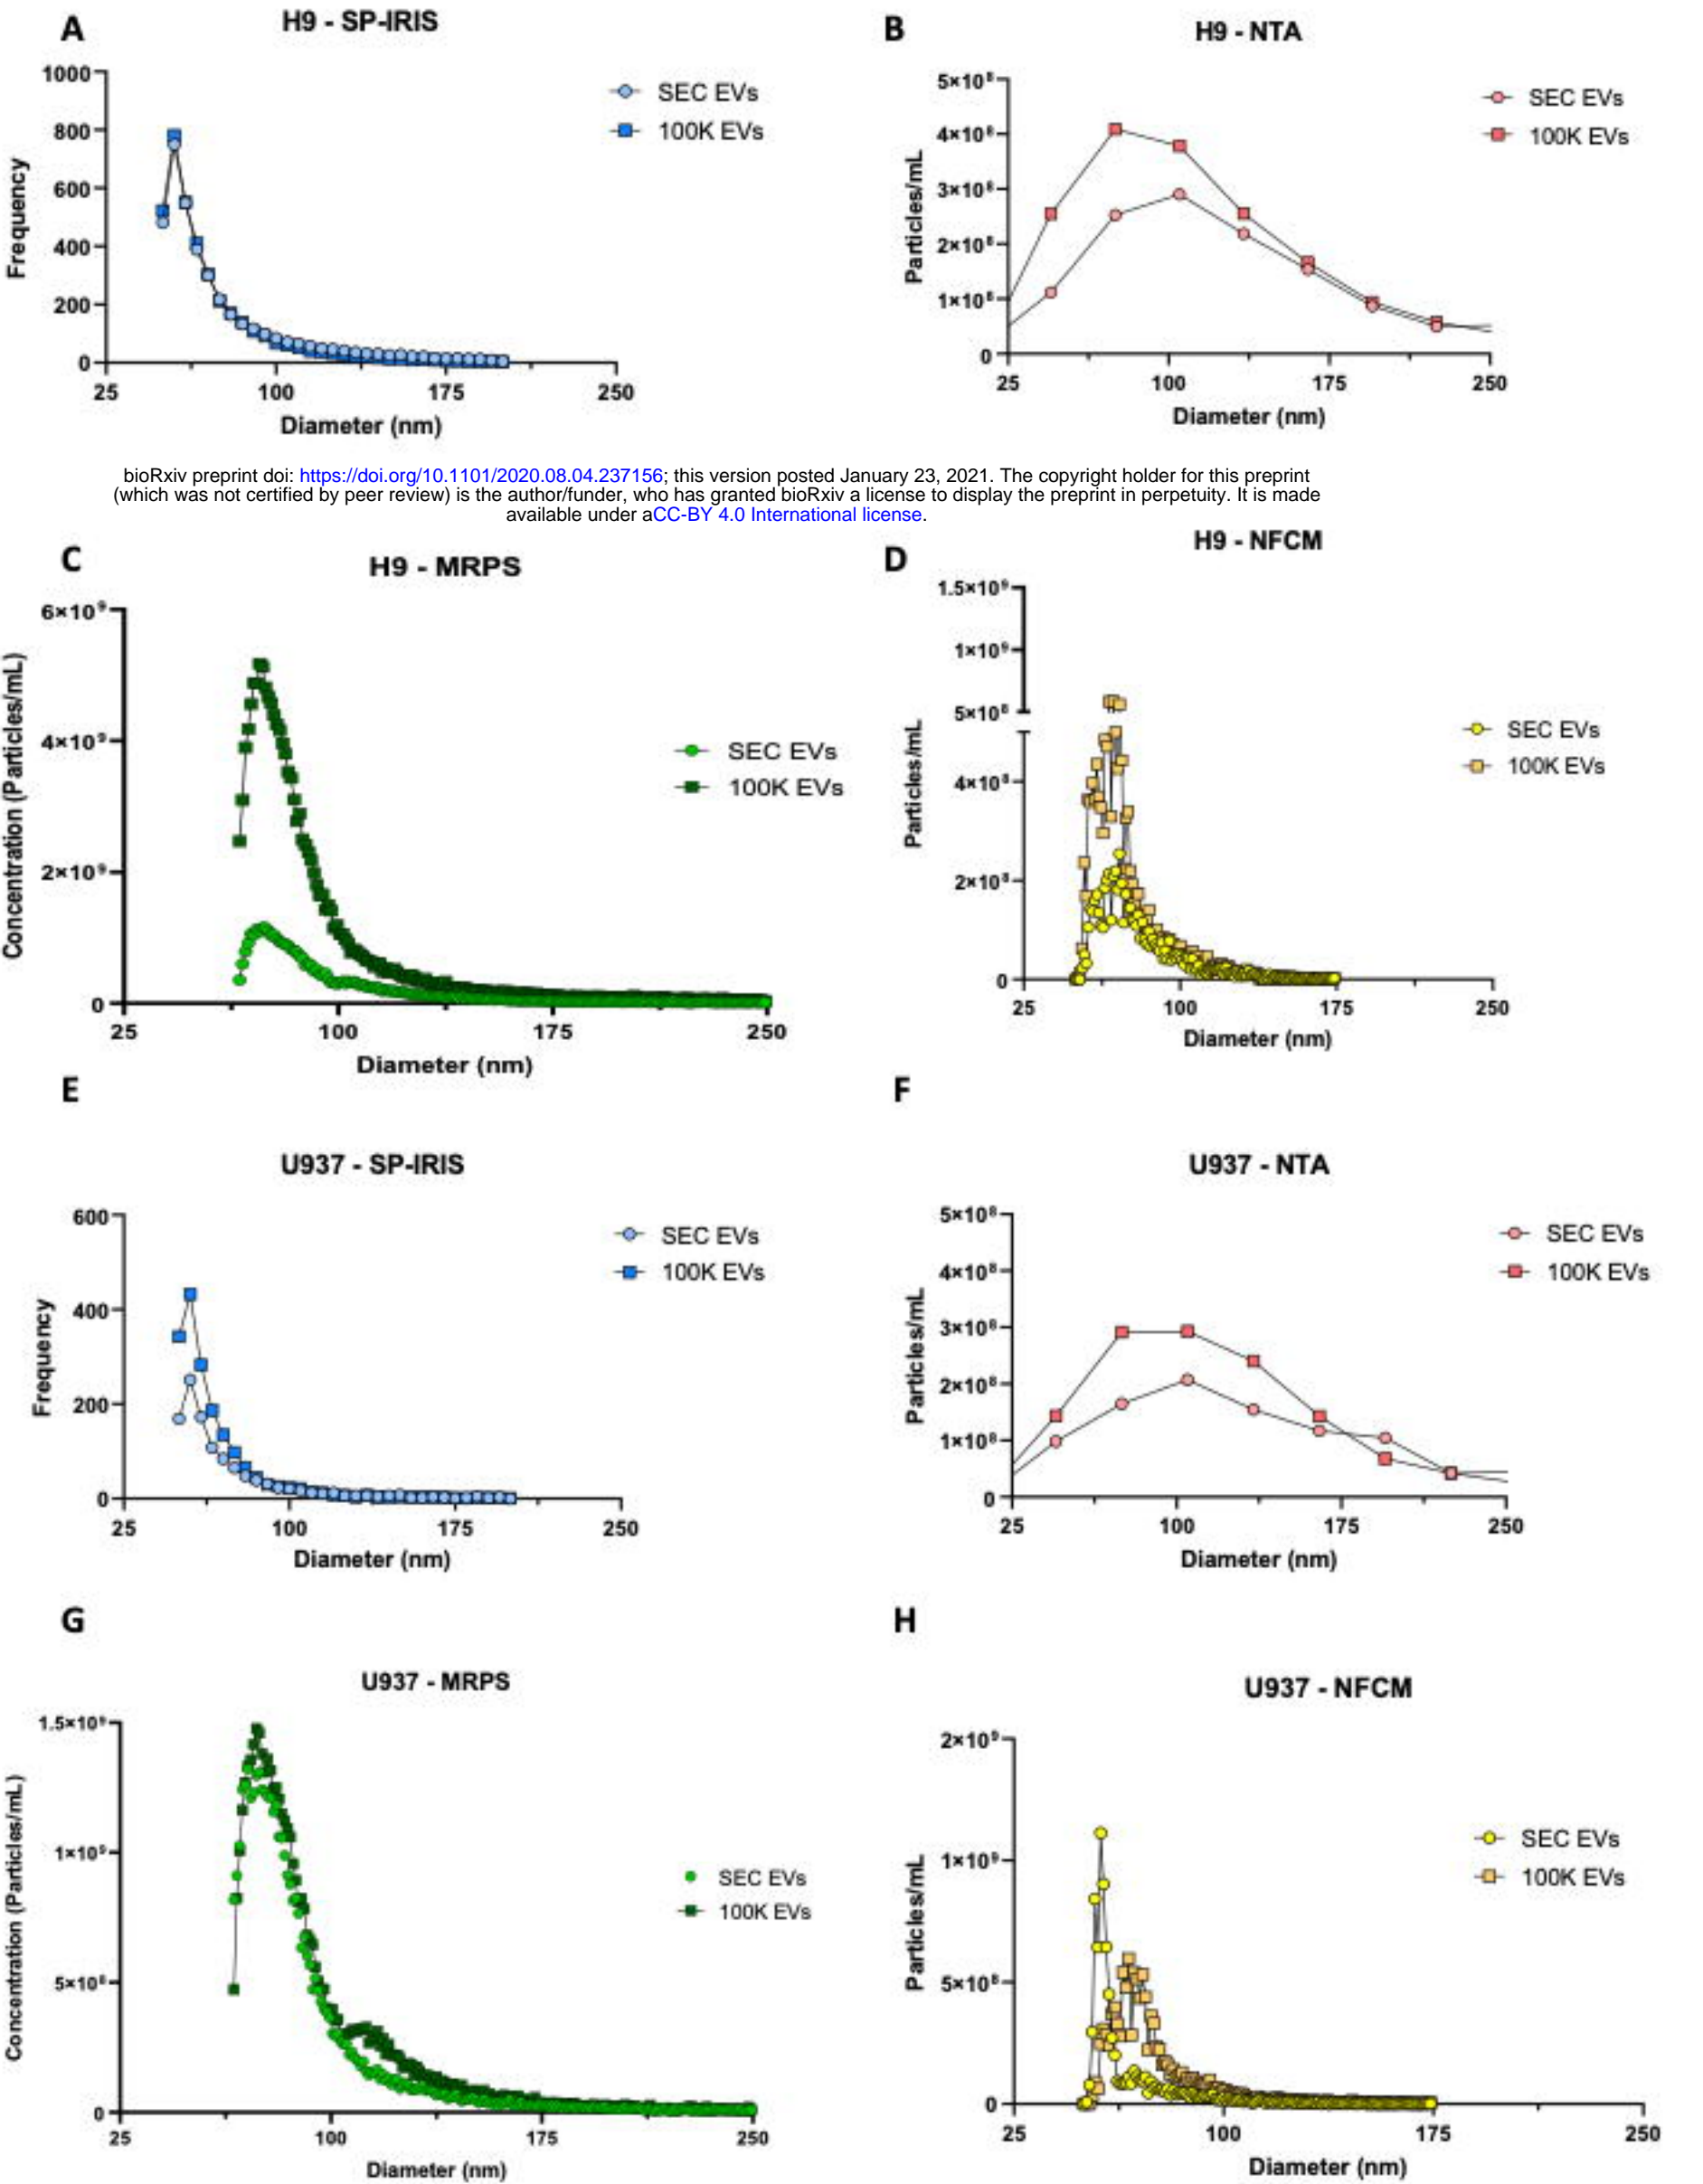 A
H9 - SP-IRIS
1000
800
600
400
200
0
Frequency
25 100 175 250
Diameter (nm)
SEC EVs
100K EVs
B
H9 - NTA
5×10⁸
4×10⁸
3×10⁸
2×10⁸
1×10⁸
0
Particles/mL
25 100 175 250
Diameter (nm)
SEC EVs
100K EVs
bioRxiv preprint doi: https://doi.org/10.1101/2020.08.04.237156; this version posted January 23, 2021. The copyright holder for this preprint
(which was not certified by peer review) is the author/funder, who has granted bioRxiv a license to display the preprint in perpetuity. It is made
available under aCC-BY 4.0 International license.
C
H9 - MRPS
6×10⁹
4×10⁹
2×10⁹
0
Concentration (Particles/mL)
25 100 175 250
Diameter (nm)
SEC EVs
100K EVs
D
H9 - NFCM
1.5×10⁹
1×10⁹
5×10⁸
4×10⁸
2×10⁸
0
Particles/mL
25 100 175 250
Diameter (nm)
SEC EVs
100K EVs
E
U937 - SP-IRIS
600
400
200
0
Frequency
25 100 175 250
Diameter (nm)
SEC EVs
100K EVs
F
U937 - NTA
5×10⁸
4×10⁸
3×10⁸
2×10⁸
1×10⁸
0
Particles/mL
25 100 175 250
Diameter (nm)
SEC EVs
100K EVs
G
U937 - MRPS
1.5×10⁹
1×10⁹
5×10⁸
0
Concentration (Particles/mL)
25 100 175 250
Diameter (nm)
SEC EVs
100K EVs
H
U937 - NFCM
2×10⁹
1×10⁹
5×10⁸
0
Particles/mL
25 100 175 250
Diameter (nm)
SEC EVs
100K EVs